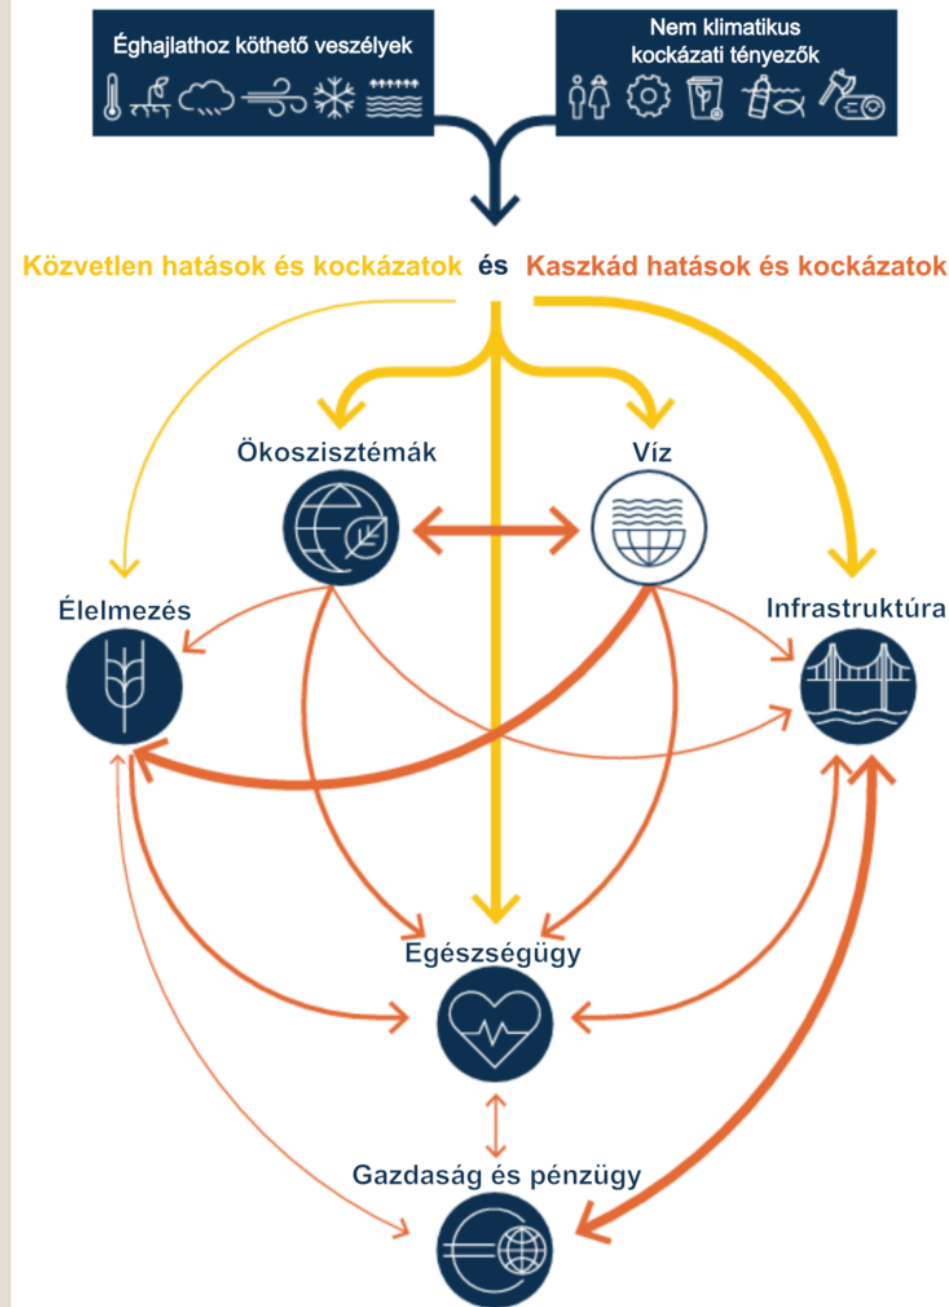 Éghajlathoz köthető veszélyek
Nem klimatikus
kockázati tényezők
Közvetlen hatások és kockázatok és Kaszkád hatások és kockázatok
Ökoszisztémák
Víz
Élelmezés
Infrastruktúra
Egészségügy
Gazdaság és pénzügy